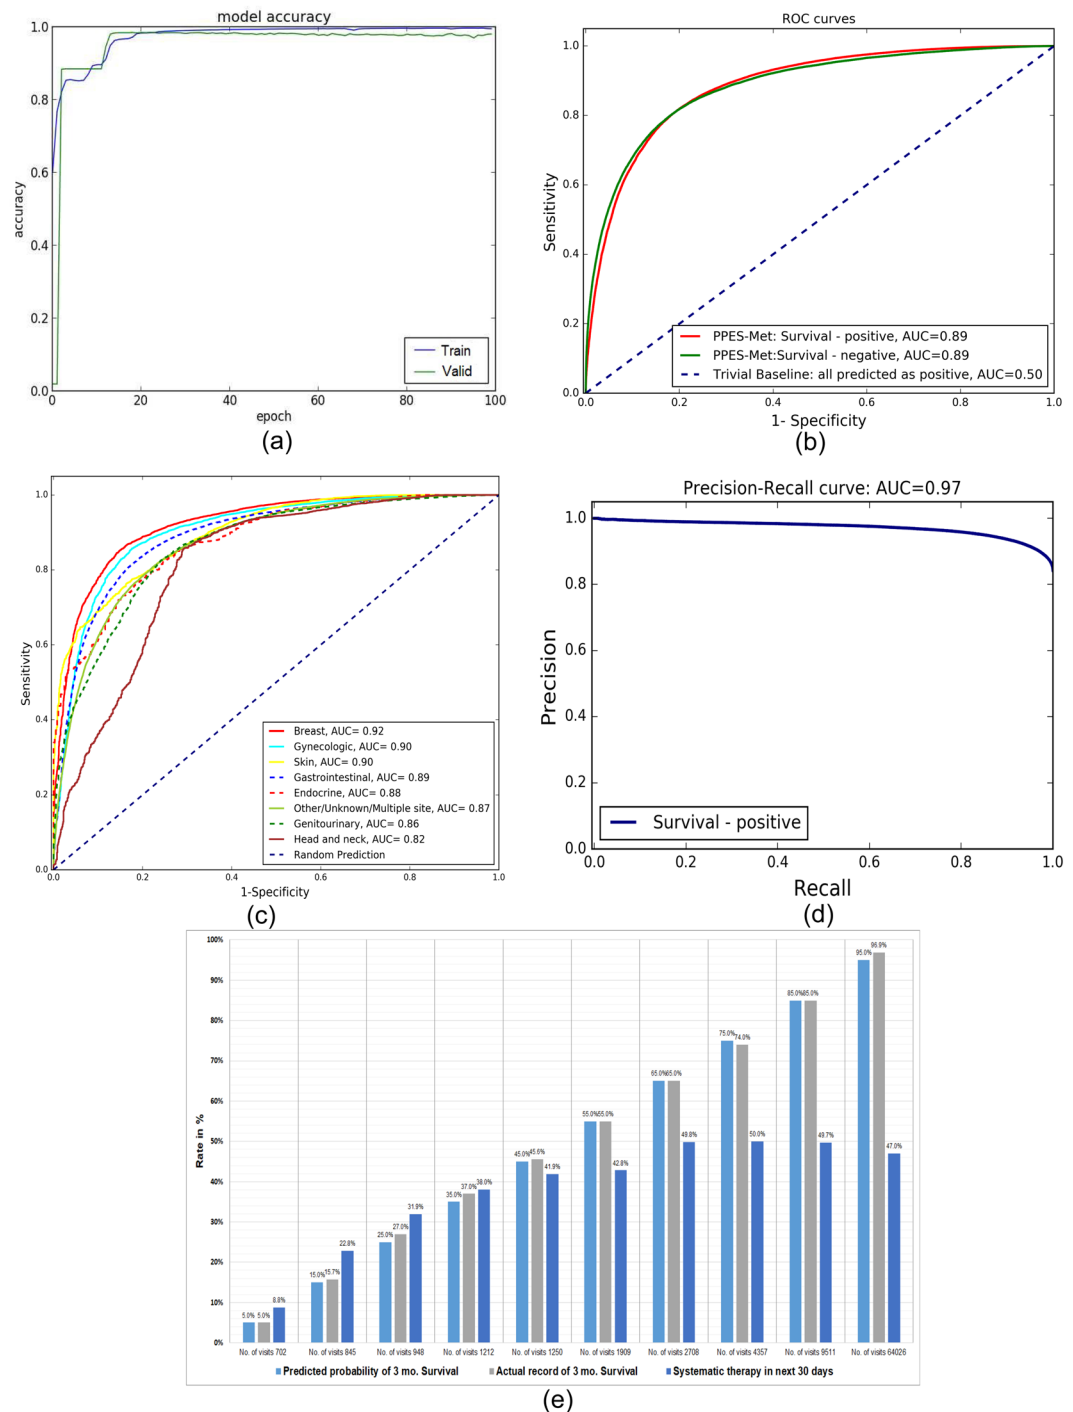 model accuracy
1.0
0.8
0.6
0.4
0.2
0.0
accuracy
0
20
40
60
80
100
epoch
Train
Valid
(a)
ROC curves
1.0
0.8
0.6
0.4
0.2
0.0
Sensitivity
PPES-Met: Survival - positive, AUC=0.89
PPES-Met:Survival - negative, AUC=0.89
Trivial Baseline: all predicted as positive, AUC=0.50
0.0
0.2
0.4
0.6
0.8
1.0
1- Specificity
(b)
1.0
0.8
0.6
0.4
0.2
0.0
Sensitivity
Breast, AUC= 0.92
Gynecologic, AUC= 0.90
Skin, AUC= 0.90
Gastrointestinal, AUC= 0.89
Endocrine, AUC= 0.88
Other/Unknown/Multiple site, AUC= 0.87
Genitourinary, AUC= 0.86
Head and neck, AUC= 0.82
Random Prediction
0.0
0.2
0.4
0.6
0.8
1.0
1-Specificity
(c)
Precision-Recall curve: AUC=0.97
1.0
0.8
0.6
0.4
0.2
0.0
Precision
Survival - positive
0.0
0.2
0.4
0.6
0.8
1.0
Recall
(d)
100%
90%
80%
70%
60%
50%
40%
30%
20%
10%
0%
Rate in %
5.0% 5.0% 8.8%
15.0% 15.7% 22.8%
25.0% 27.0% 31.9%
35.0% 37.0% 38.0%
45.0% 45.6% 41.9%
55.0% 55.0% 42.8%
65.0% 65.0% 49.8%
75.0% 74.0% 50.0%
85.0% 85.0% 49.7%
95.0% 96.9% 47.0%
No. of visits 702
No. of visits 845
No. of visits 948
No. of visits 1212
No. of visits 1250
No. of visits 1909
No. of visits 2708
No. of visits 4357
No. of visits 9511
No. of visits 64026
Predicted probability of 3 mo. Survival
Actual record of 3 mo. Survival
Systematic therapy in next 30 days
(e)